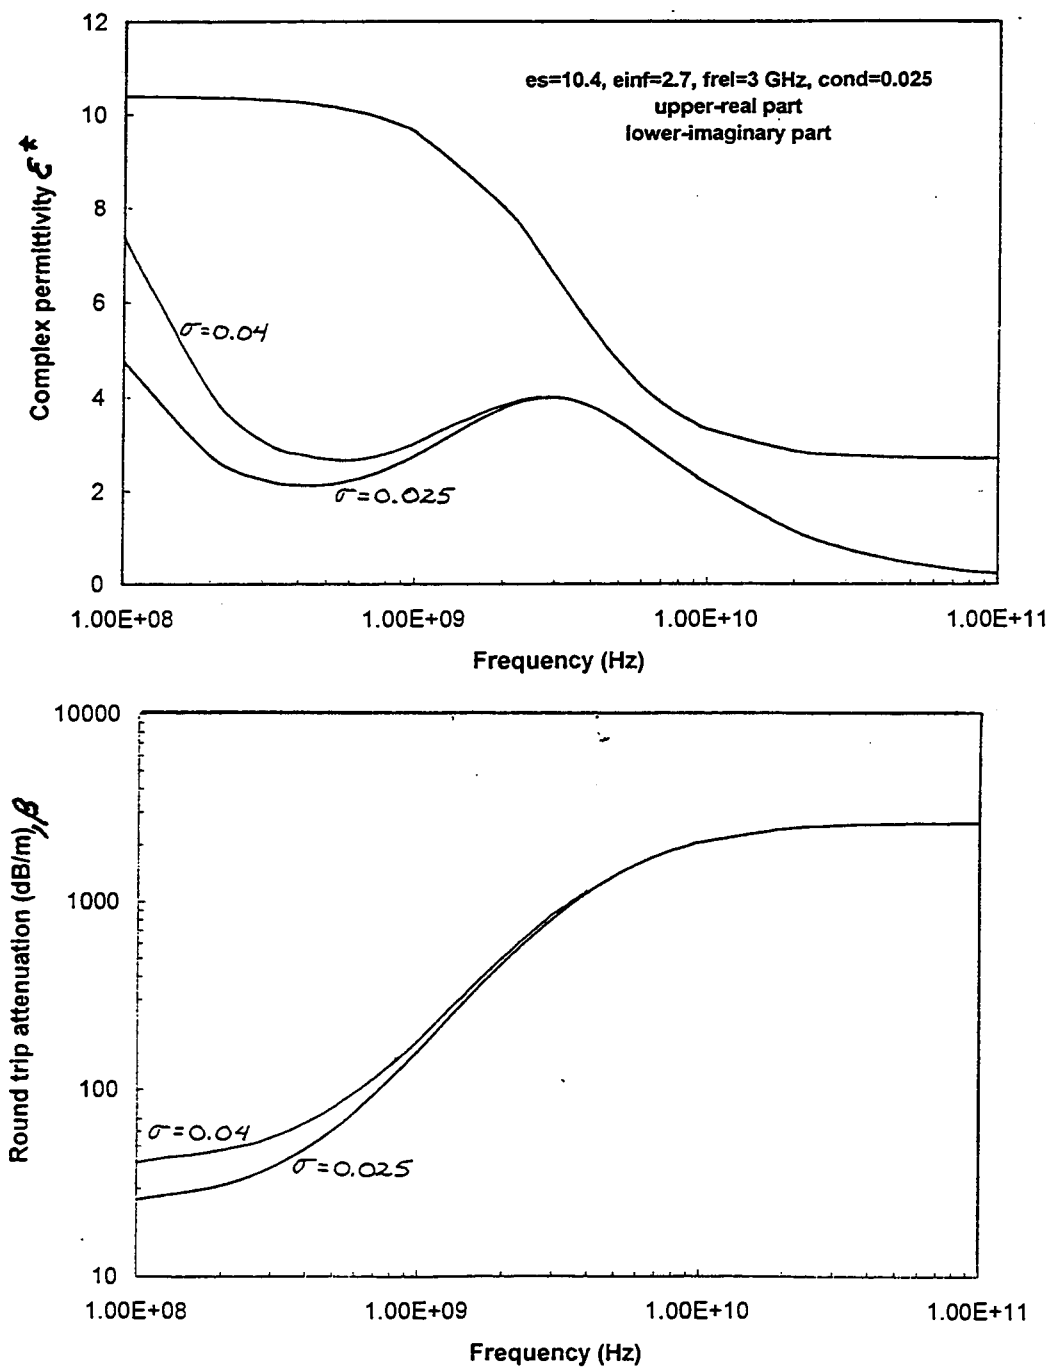 12
10
8
6
4
2
0
Complex permittivity ε*
es=10.4, einf=2.7, frel=3 GHz, cond=0.025
upper-real part
lower-imaginary part
σ=0.04
σ=0.025
1.00E+08 1.00E+09 1.00E+10 1.00E+11
Frequency (Hz)
10000
1000
100
10
Round trip attenuation (dB/m), β
σ=0.04
σ=0.025
1.00E+08 1.00E+09 1.00E+10 1.00E+11
Frequency (Hz)